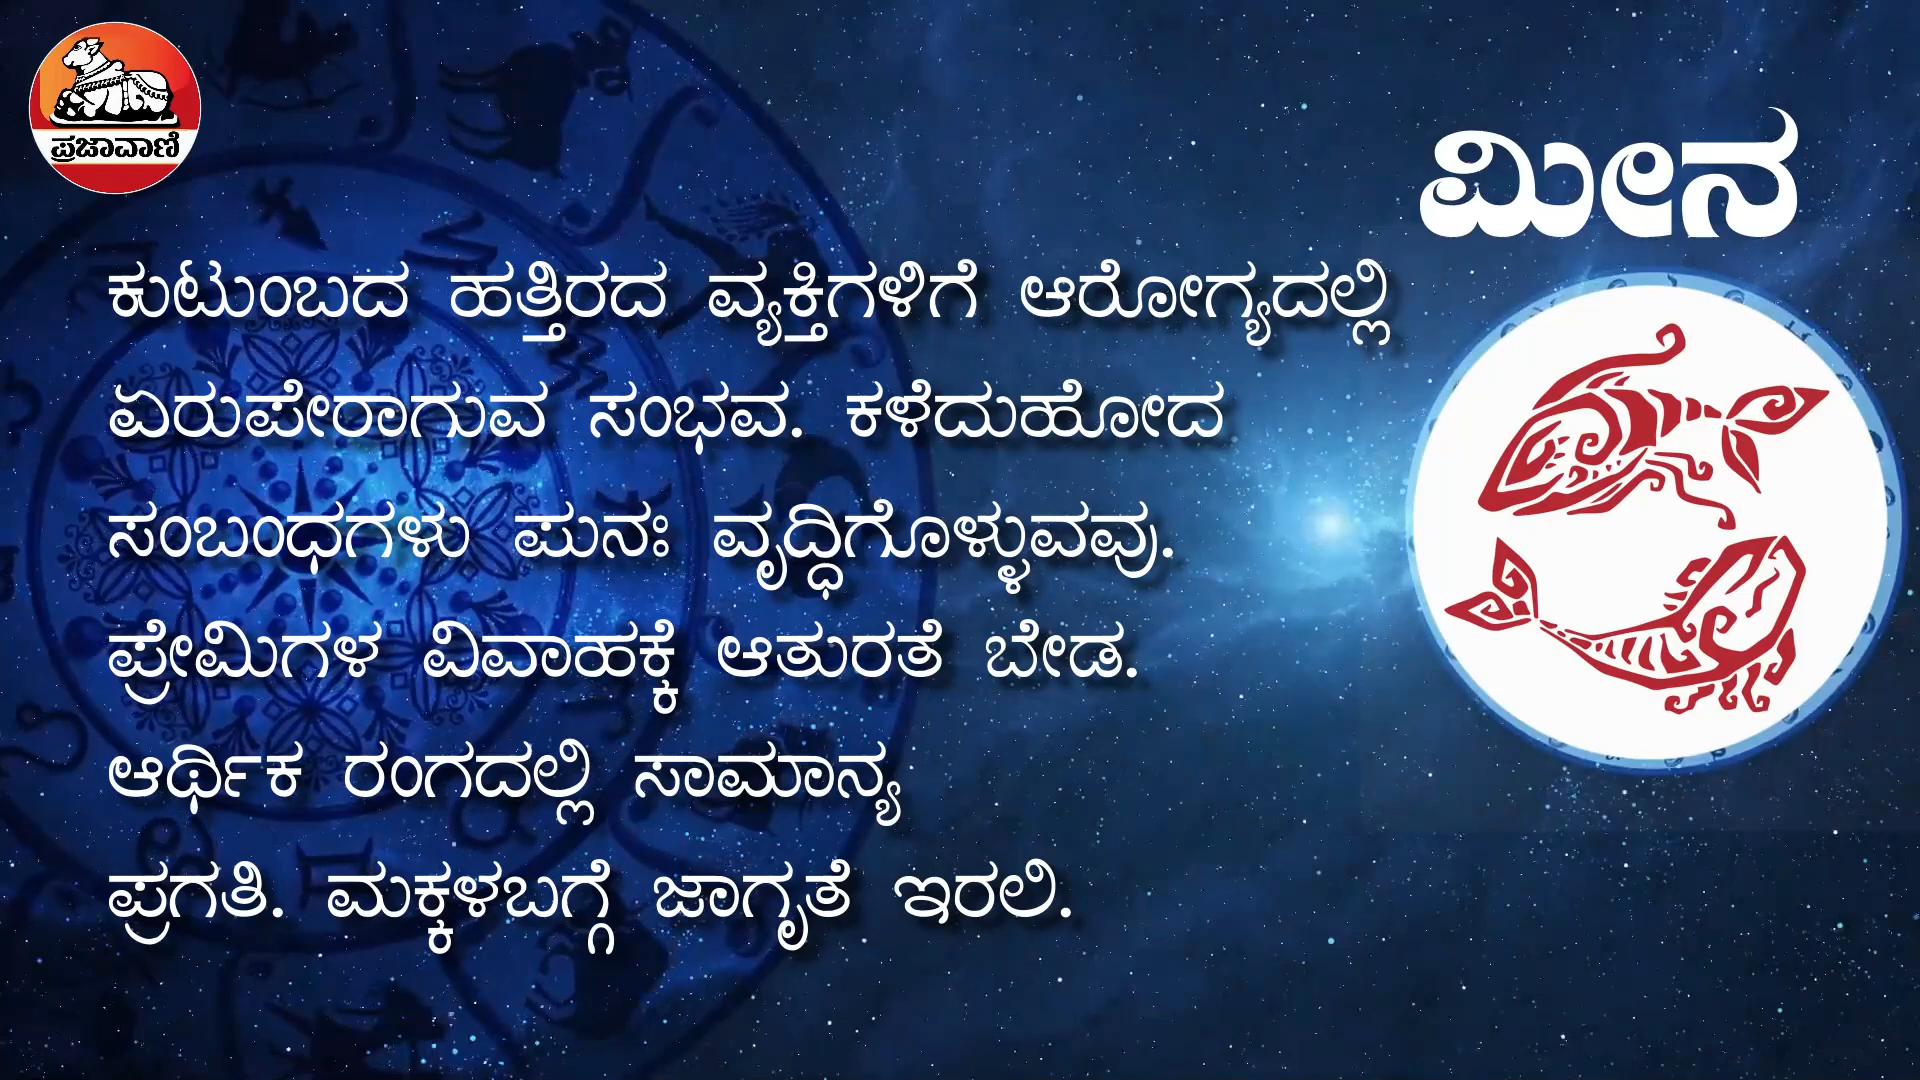 ಪ್ರಜಾವಾಣಿ
ಮೀನ
ಕುಟುಂಬದ ಹತ್ತಿರದ ವ್ಯಕ್ತಿಗಳಿಗೆ ಆರೋಗ್ಯದಲ್ಲಿ
ಏರುಪೇರಾಗುವ ಸಂಭವ. ಕಳೆದುಹೋದ
ಸಂಬಂಧಗಳು ಪುನಃ ವೃದ್ಧಿಗೊಳ್ಳುವವು.
ಪ್ರೇಮಿಗಳ ವಿವಾಹಕ್ಕೆ ಆತುರತೆ ಬೇಡ.
ಆರ್ಥಿಕ ರಂಗದಲ್ಲಿ ಸಾಮಾನ್ಯ
ಪ್ರಗತಿ. ಮಕ್ಕಳಬಗ್ಗೆ ಜಾಗೃತೆ ಇರಲಿ.